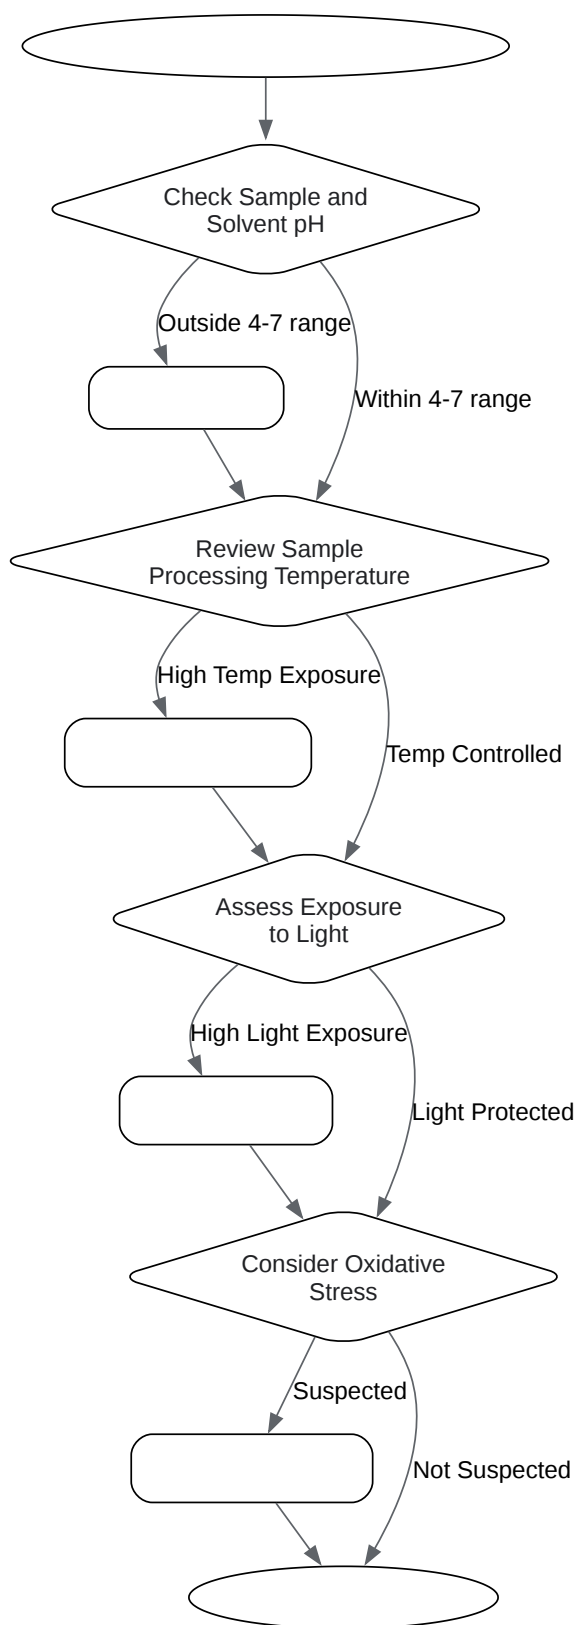 Check Sample and
Solvent pH
Outside 4-7 range
Within 4-7 range
Review Sample
Processing Temperature
High Temp Exposure
Temp Controlled
Assess Exposure
to Light
High Light Exposure
Light Protected
Consider Oxidative
Stress
Suspected
Not Suspected